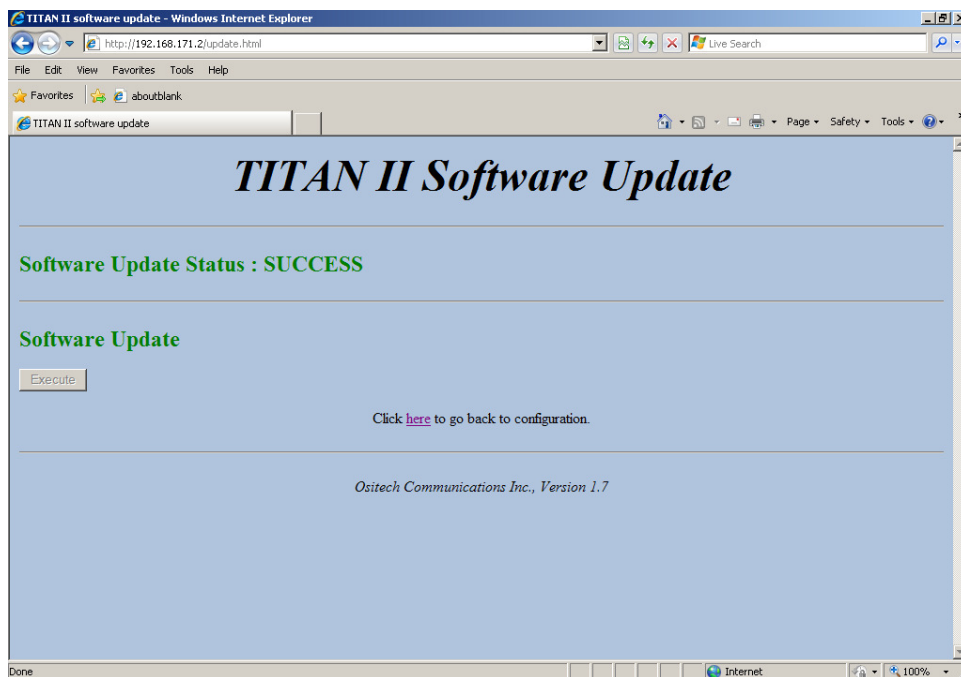 TITAN II software update - Windows Internet Explorer
http://192.168.171.2/update.html
Live Search
File Edit View Favorites Tools Help
Favorites aboutblank
TITAN II software update
Page Safety Tools
TITAN II Software Update
Software Update Status : SUCCESS
Software Update
Execute
Click here to go back to configuration.
Ositech Communications Inc., Version 1.7
Done Internet 100%